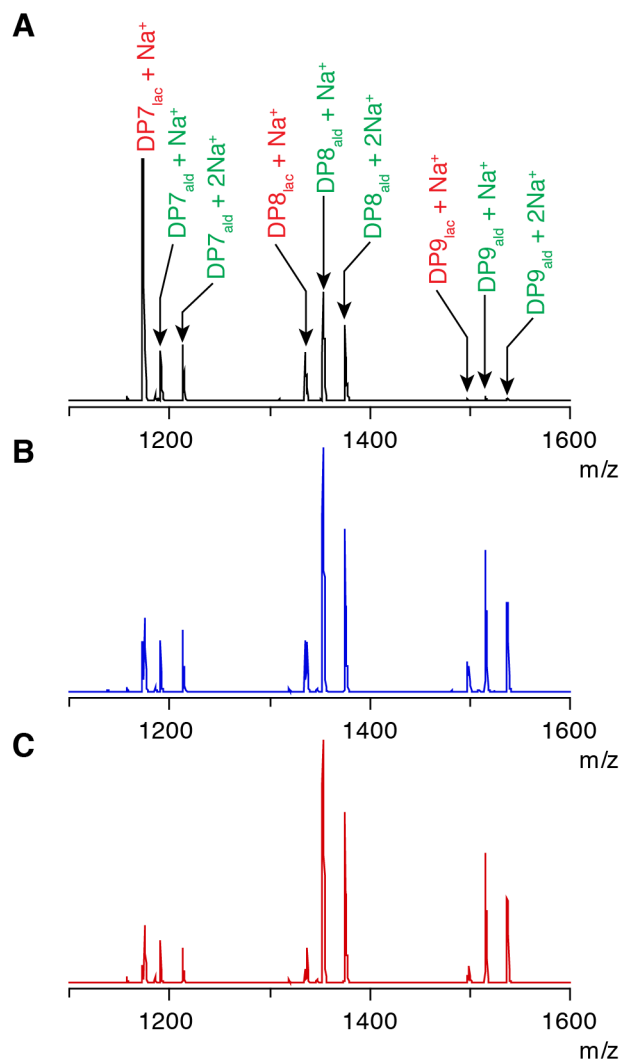 A
DP7lac + Na+
DP7ald + Na+
DP7ald + 2Na+
DP8lac + Na+
DP8ald + Na+
DP8ald + 2Na+
DP9lac + Na+
DP9ald + Na+
DP9ald + 2Na+
1200 1400 1600
m/z
B
1200 1400 1600
m/z
C
1200 1400 1600
m/z